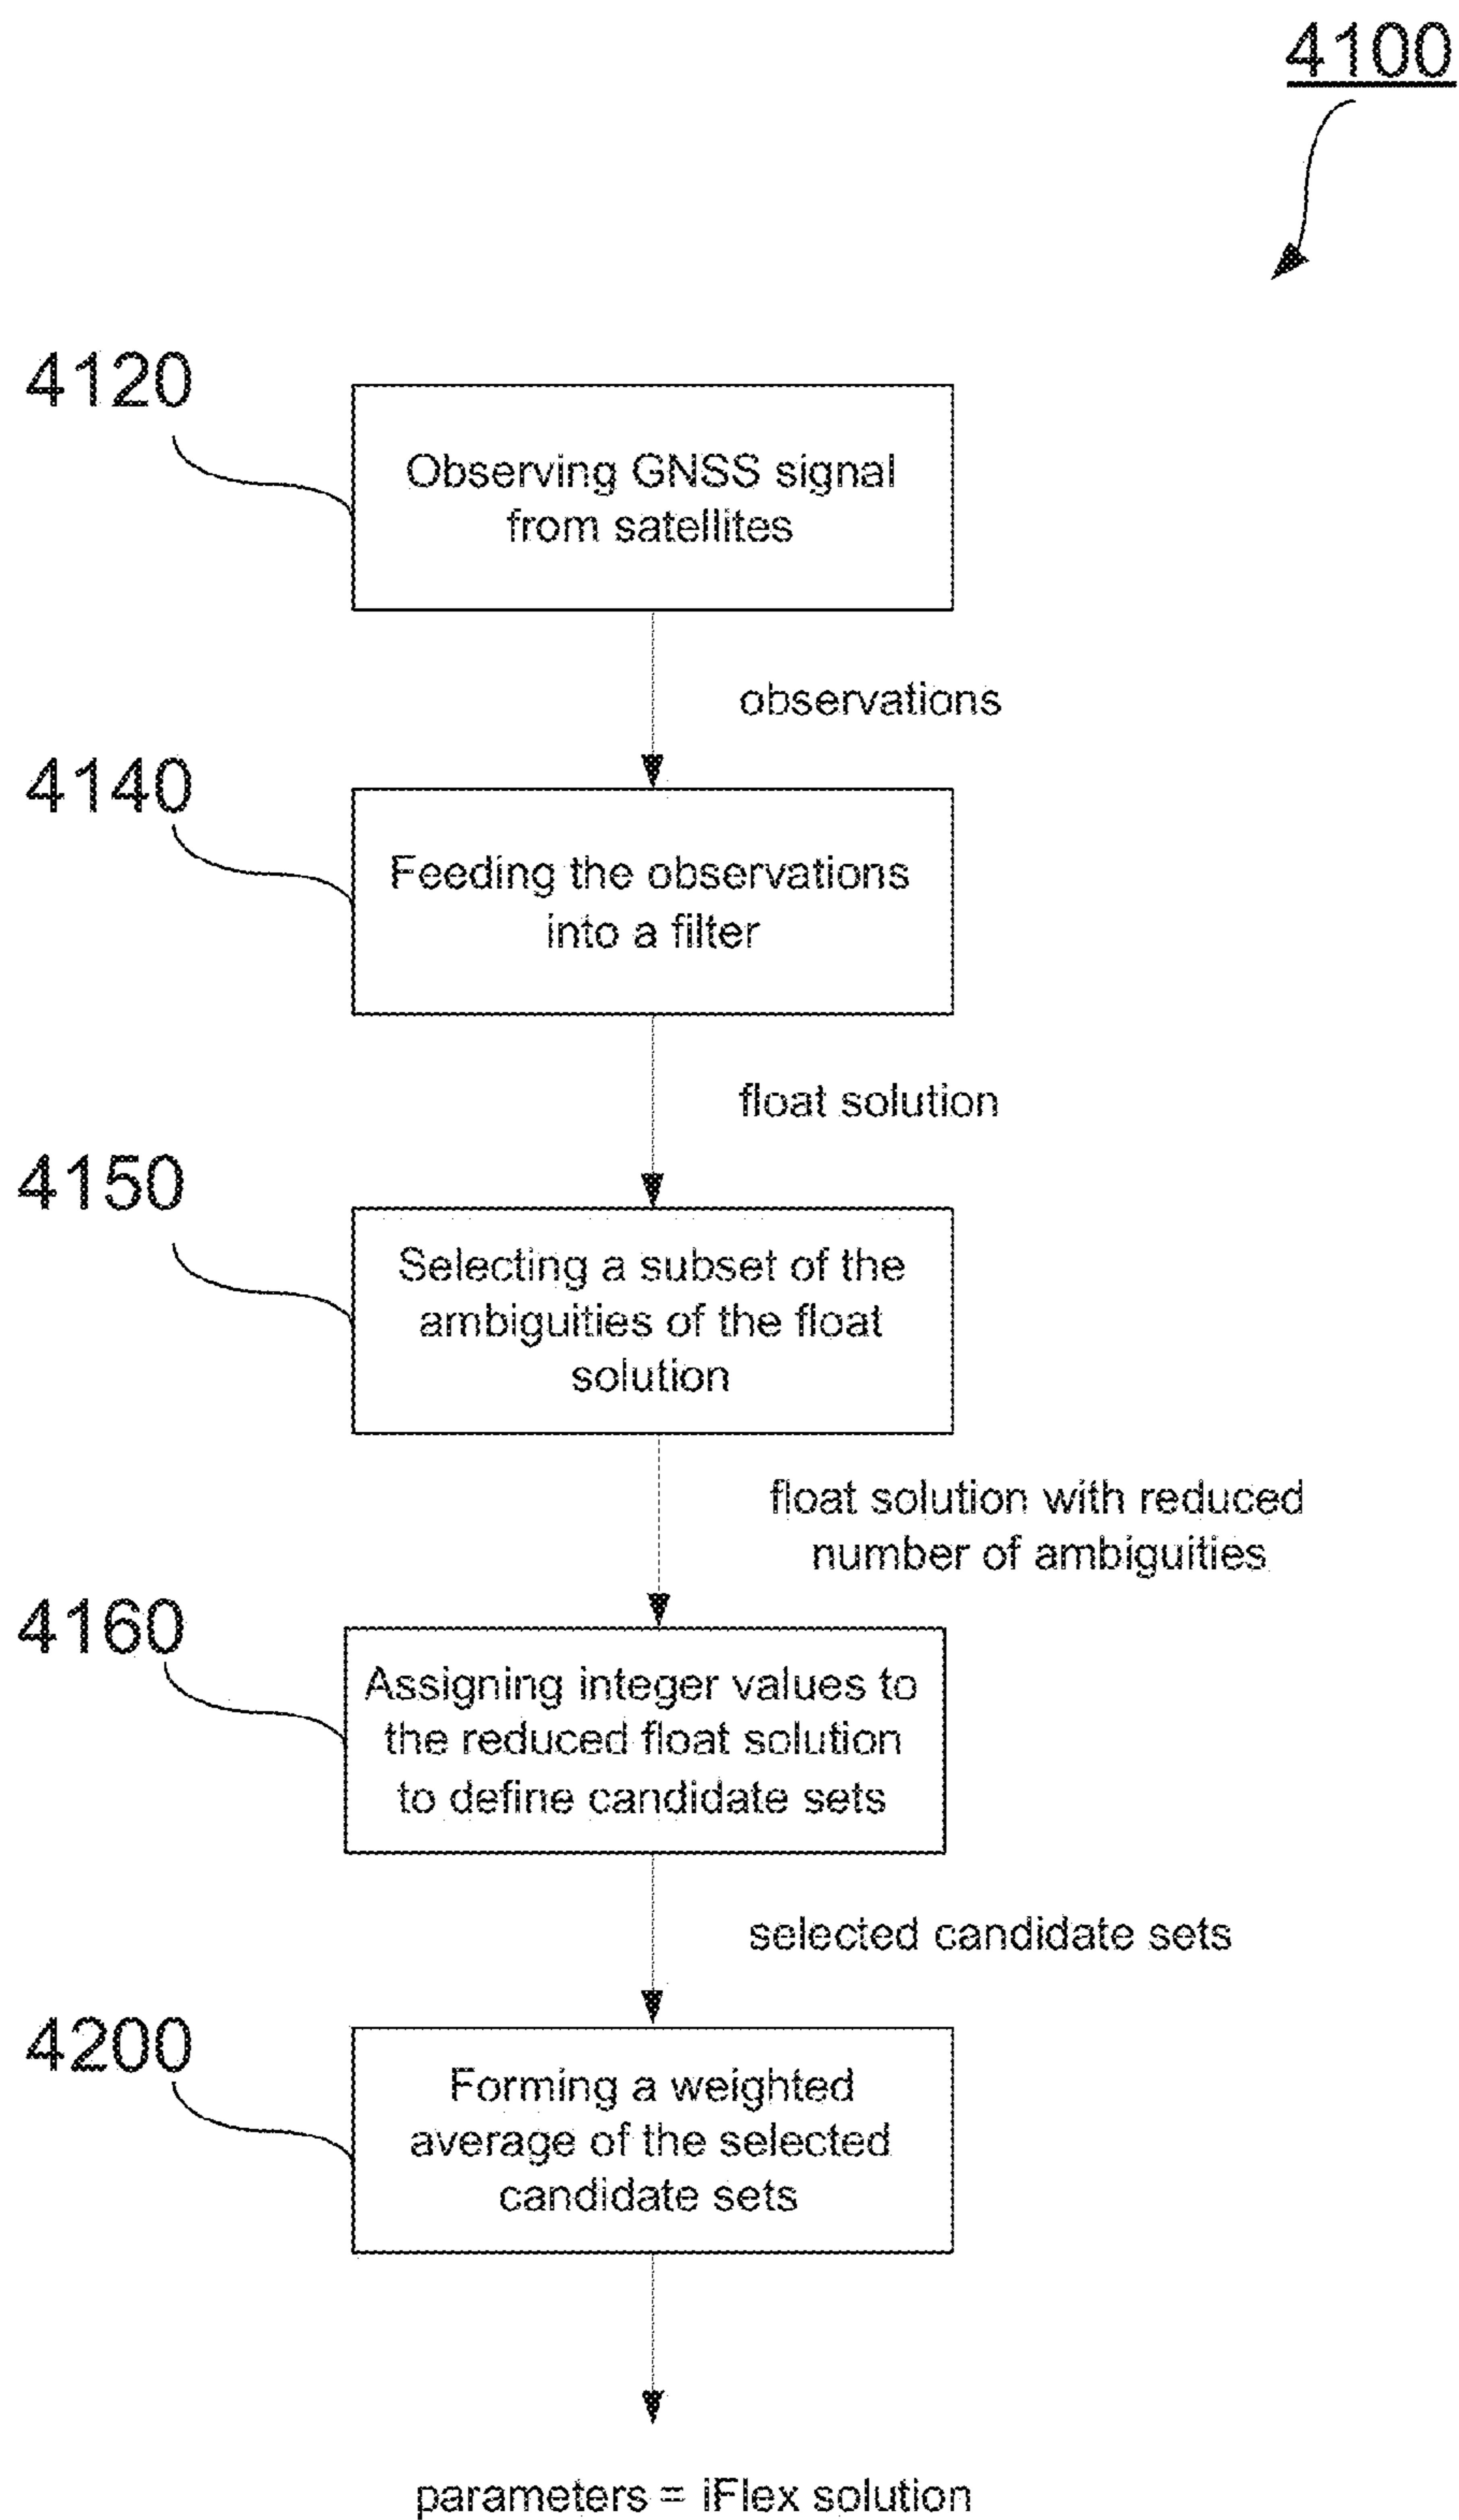 4100
4120
Observing GNSS signal
from satellites
observations
4140
Feeding the observations
into a filter
float solution
4150
Selecting a subset of the
ambiguities of the float
solution
float solution with reduced
number of ambiguities
4160
Assigning integer values to
the reduced float solution
to define candidate sets
selected candidate sets
4200
Forming a weighted
average of the selected
candidate sets
parameters = iFlex solution